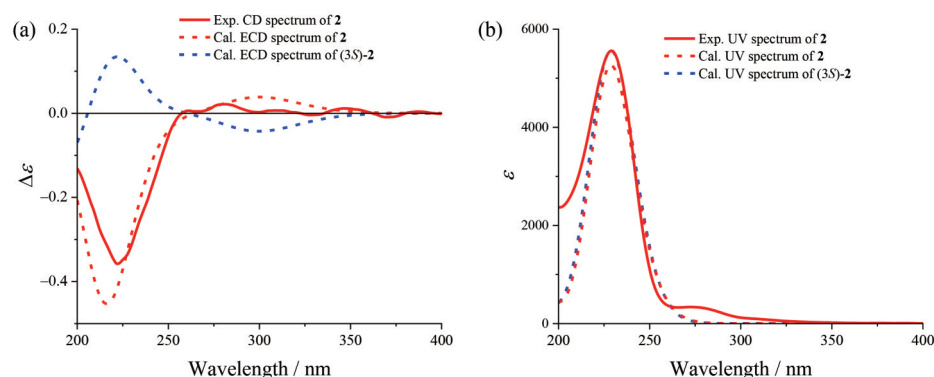 (a)
Exp. CD spectrum of 2
Cal. ECD spectrum of 2
Cal. ECD spectrum of (3S)-2
0.2
0.0
−0.2
−0.4
Δε
200 250 300 350 400
Wavelength / nm
(b)
Exp. UV spectrum of 2
Cal. UV spectrum of 2
Cal. UV spectrum of (3S)-2
6000
4000
2000
0
ε
200 250 300 350 400
Wavelength / nm